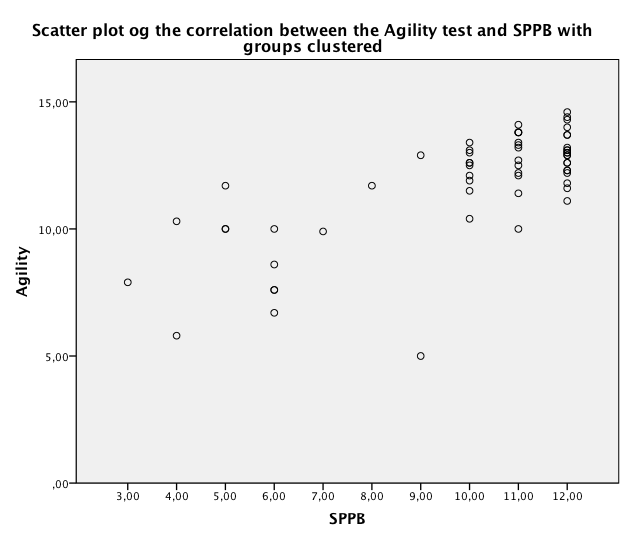 Scatter plot og the correlation between the Agility test and SPPB with
groups clustered
15,00
10,00
Agility
5,00
,00
3,00 4,00 5,00 6,00 7,00 8,00 9,00 10,00 11,00 12,00
SPPB